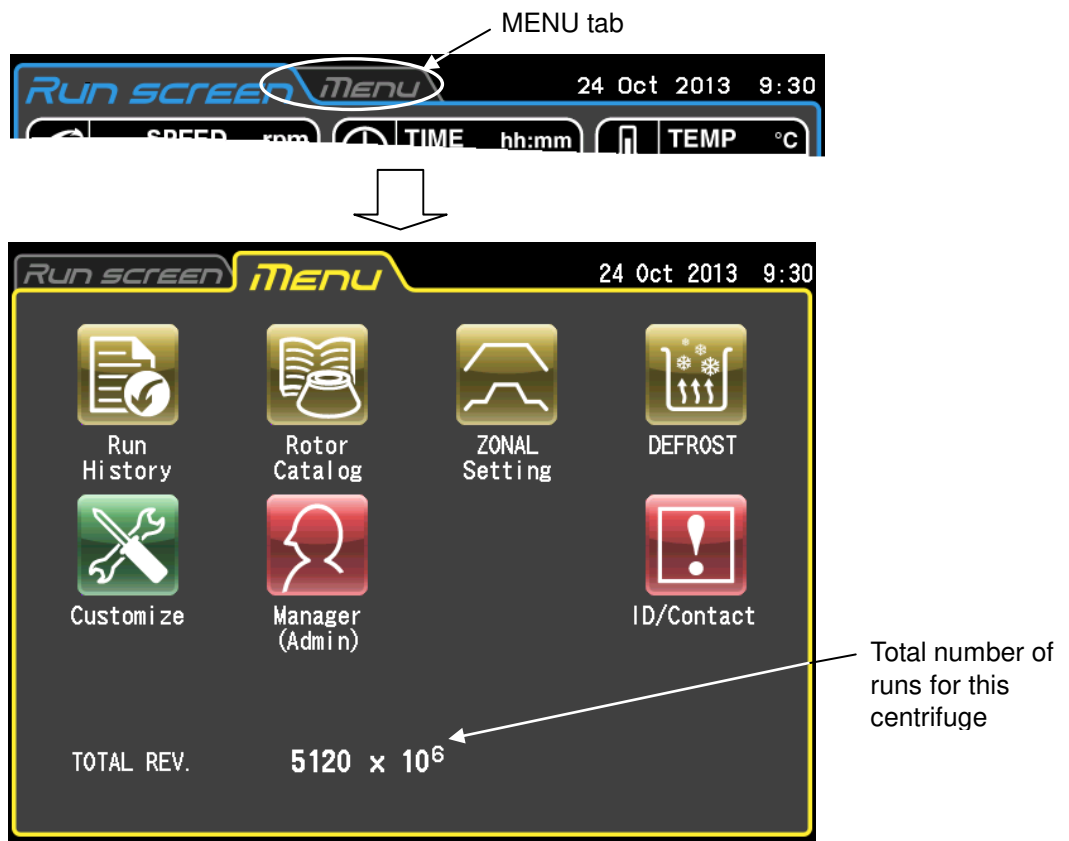 MENU tab
Run screen Menu 24 Oct 2013 9:30
SPEED rpm TIME hh:mm TEMP °C
Run screen Menu 24 Oct 2013 9:30
Run History
Rotor Catalog
ZONAL Setting
DEFROST
Customize
Manager (Admin)
ID/Contact
Total number of
runs for this
centrifuge
TOTAL REV. 5120 x 10⁶